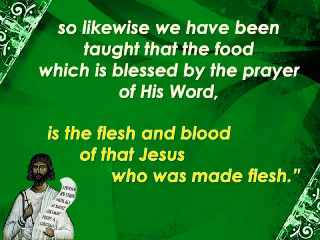 so likewise we have been
taught that the food
which is blessed by the prayer
of His Word,
is the flesh and blood
of that Jesus
who was made flesh.”